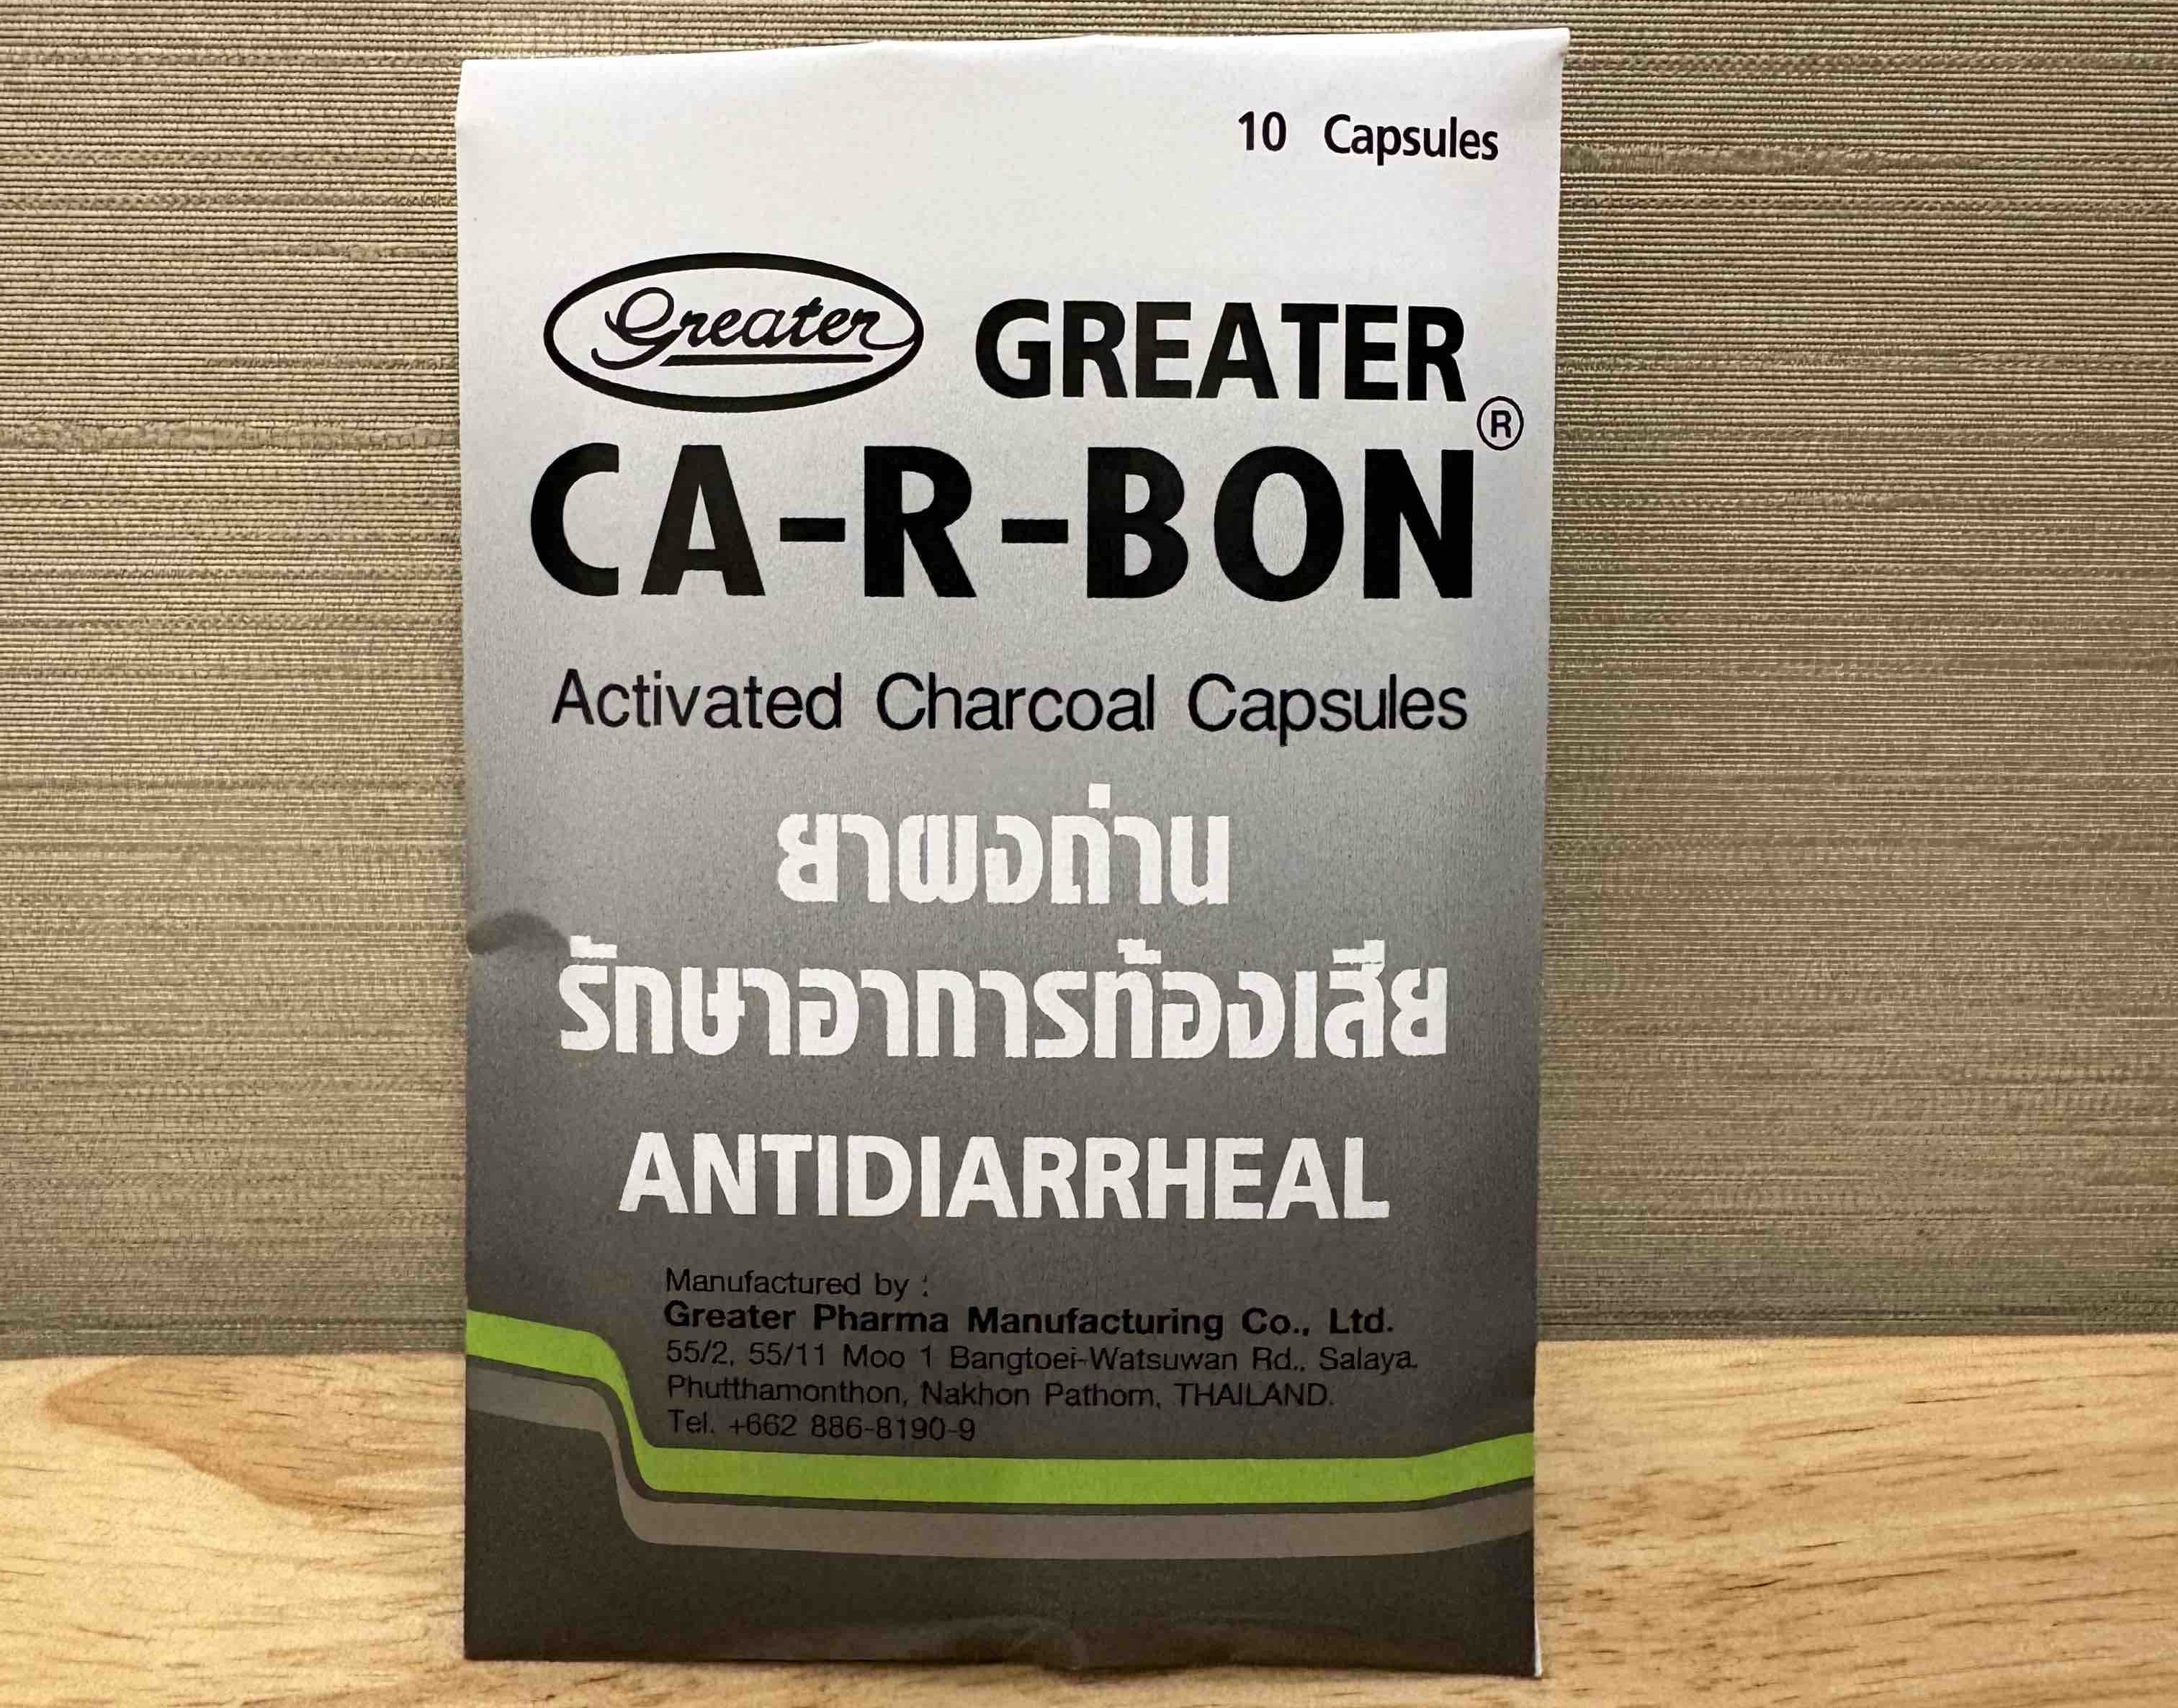 10 Capsules
Greater GREATER
CA-R-BON®
Activated Charcoal Capsules
ยาผงถ่าน
รักษาอาการท้องเสีย
ANTIDIARRHEAL
Manufactured by :
Greater Pharma Manufacturing Co., Ltd.
55/2, 55/11 Moo 1 Bangtoei-Watsuwan Rd., Salaya,
Phutthamonthon, Nakhon Pathom, THAILAND.
Tel. +662 886-8190-9